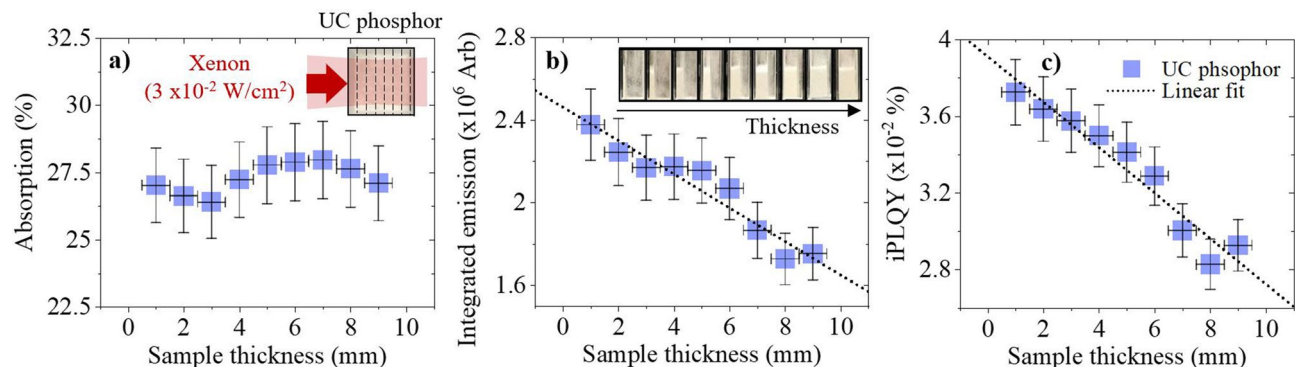 UC phosphor
a)
Xenon
(3 x10-2 W/cm2)
32.5
30
27.5
25
22.5
Absorption (%)
0 2 4 6 8 10
Sample thickness (mm)
b)
Thickness
2.8
2.4
2
1.6
Integrated emission (x10⁶ Arb)
0 2 4 6 8 10
Sample thickness (mm)
c)
UC phsophor
Linear fit
4
3.6
3.2
2.8
iPLQY (x10-2 %)
0 2 4 6 8 10
Sample thickness (mm)